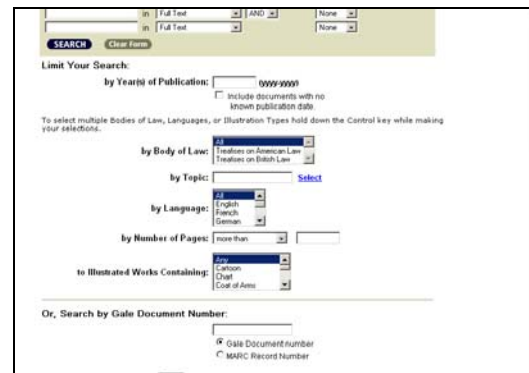 in Full Text AND None
in Full Text None
SEARCH Clear Form
Limit Your Search:
by Year(s) of Publication: (yyyy-yyyy)
Include documents with no
known publication date.
To select multiple Bodies of Law, Languages, or Illustration Types hold down the Control key while making
your selections.
by Body of Law: All
Treatises on American Law
Treatises on British Law
by Topic: Select
by Language: All
English
French
German
by Number of Pages: more than
to Illustrated Works Containing: Any
Cartoon
Chart
Coat of Arms
Or, Search by Gale Document Number:
Gale Document number
MARC Record Number